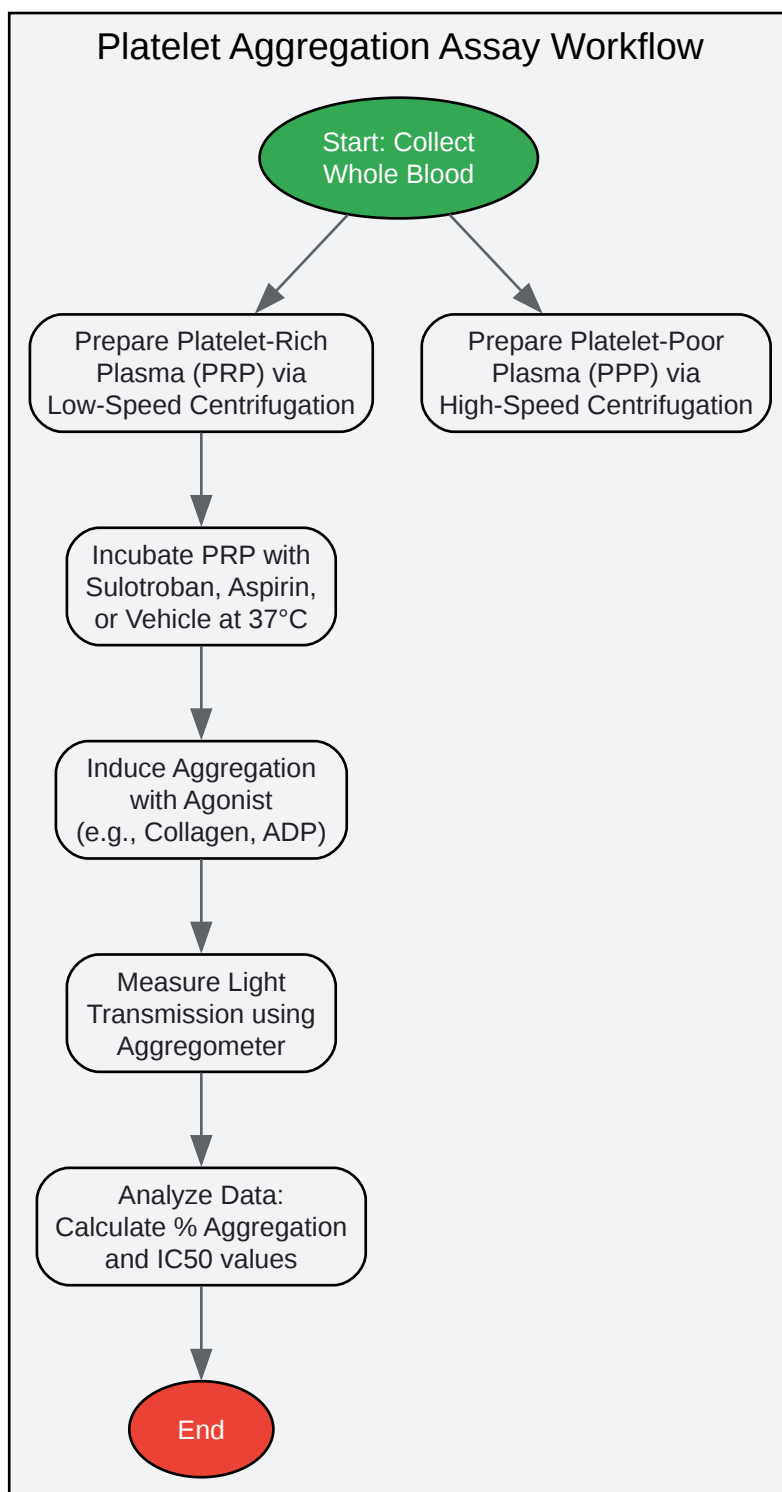 Platelet Aggregation Assay Workflow
Start: Collect
Whole Blood
Prepare Platelet-Rich
Plasma (PRP) via
Low-Speed Centrifugation
Prepare Platelet-Poor
Plasma (PPP) via
High-Speed Centrifugation
Incubate PRP with
Sulotroban, Aspirin,
or Vehicle at 37°C
Induce Aggregation
with Agonist
(e.g., Collagen, ADP)
Measure Light
Transmission using
Aggregometer
Analyze Data:
Calculate % Aggregation
and IC50 values
End